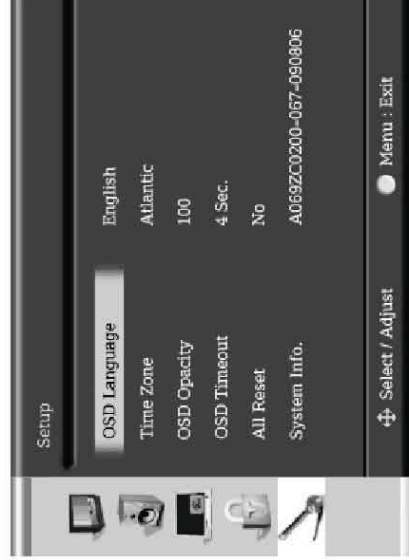 Setup
OSD Language English
Time Zone Atlantic
OSD Opacity 100
OSD Timeout 4 Sec.
All Reset No
System Info. A069ZC0200-067-090806
Select / Adjust Menu : Exit